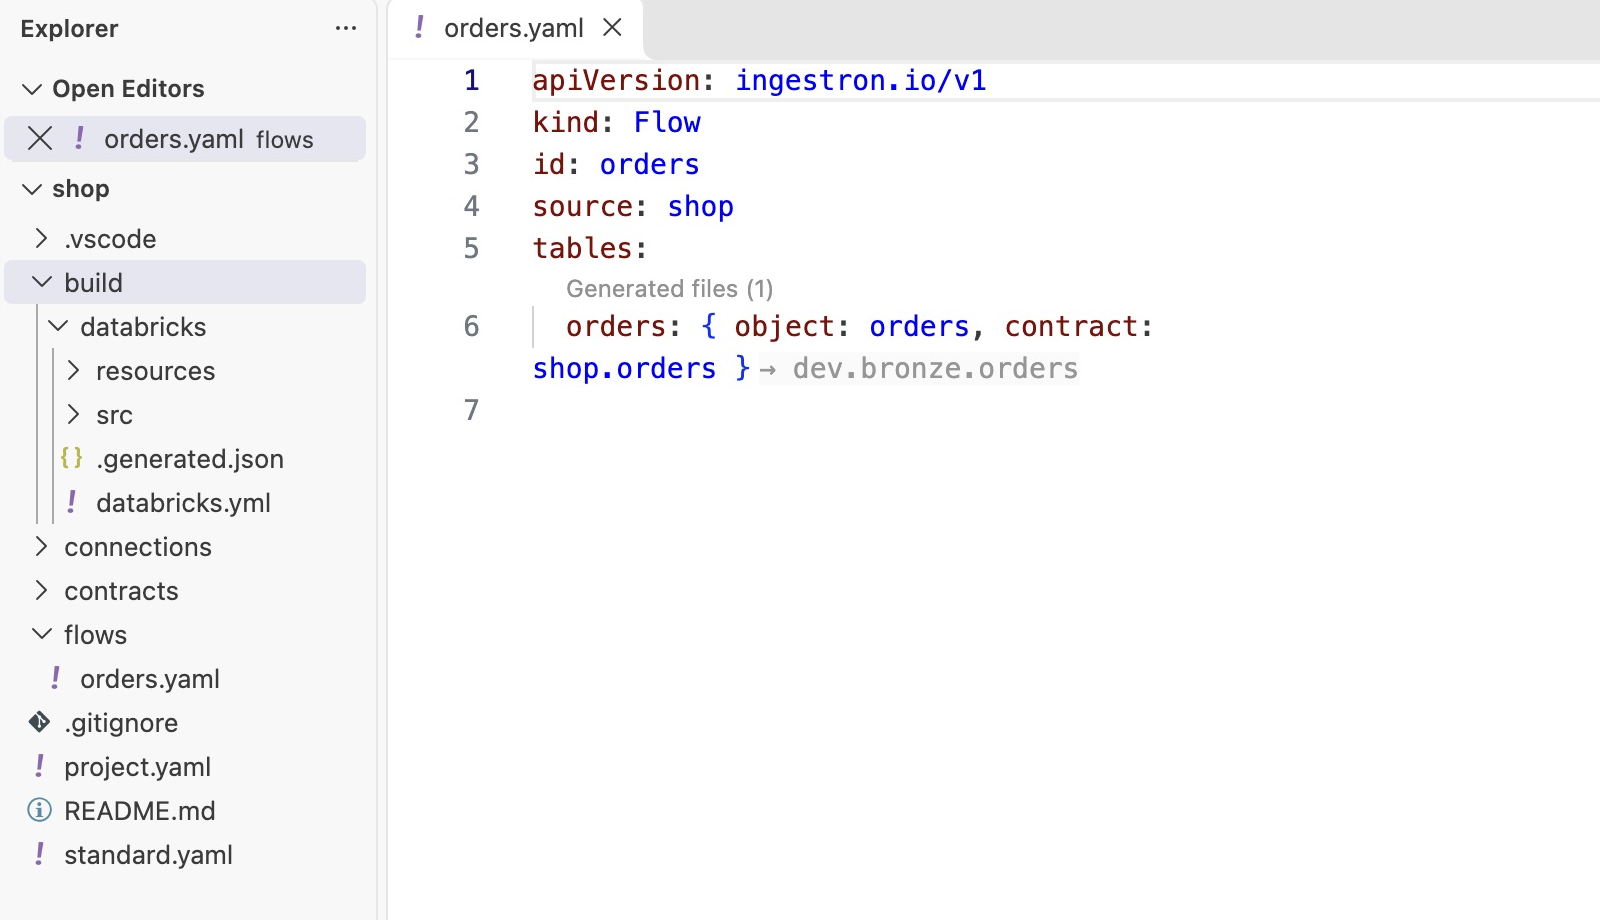 Explorer
Open Editors
orders.yaml flows
shop
.vscode
build
databricks
resources
src
.generated.json
databricks.yml
connections
contracts
flows
orders.yaml
.gitignore
project.yaml
README.md
standard.yaml
orders.yaml
1 apiVersion: ingestron.io/v1
2 kind: Flow
3 id: orders
4 source: shop
5 tables:
Generated files (1)
6 orders: { object: orders, contract:
shop.orders } → dev.bronze.orders
7